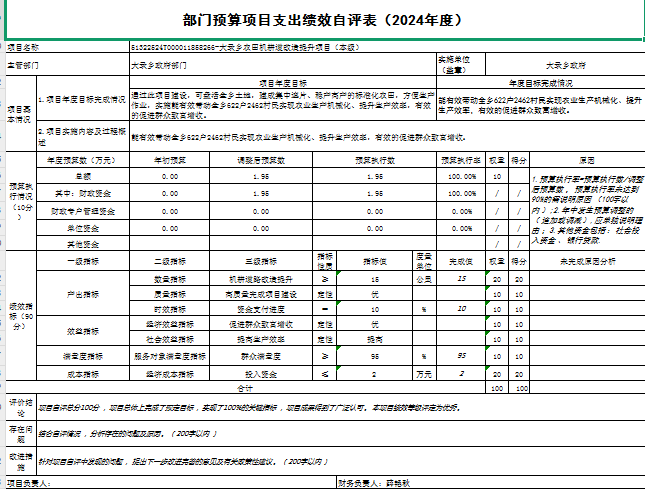 部门预算项目支出绩效自评表（2024年度）
项目名称 51322524T000011858266-大录乡农田机耕道改造提升项目（本级）
主管部门 大录乡政府部门 实施单位（盖章） 大录乡政府
项目基本情况 项目年度目标 年度目标完成情况
1.项目年度目标完成情况 通过此项目建设，可盘活全乡土地，建成集中连片、稳产高产的标准化农田，方便生产作业，实施能有效带动全乡622户2462村民实现农业生产机械化、提升生产效率，有效的促进群众致富增收。 能有效带动全乡622户2462村民实现农业生产机械化、提升生产效率，有效的促进群众致富增收。
2.项目实施内容及过程概述 能有效带动全乡622户2462村民实现农业生产机械化、提升生产效率，有效的促进群众致富增收。
预算执行情况（10分） 年度预算数（万元） 年初预算 调整后预算数 预算执行数 预算执行率 权重 得分 原因
总额 0.00 1.95 1.95 100.00% 10
其中：财政资金 0.00 1.95 1.95 100.00% / /
财政专户管理资金 0.00 0.00 0.00 0.00% / /
单位资金 0.00 0.00 0.00 0.00% / /
其他资金 / /
1.预算执行率=预算执行数/调整后预算数，预算执行率未达到90%的需说明原因（100字以内）；2.年中发生预算调整的（追加或调减），应单独说明理由；3.其他资金包括：社会投入资金、银行贷款.
绩效指标（90分） 一级指标 二级指标 三级指标 指标性质 指标值 度量单位 完成值 权重 得分 未完成原因分析
产出指标 数量指标 机耕道路改造提升 ≥ 15 公里 15 20 20
质量指标 高质量完成项目建设 定性 优 10 10
时效指标 资金支付进度 = 10 % 10 10 10
效益指标 经济效益指标 促进群众致富增收 定性 优 10 10
社会效益指标 提高生产效率 定性 提高 10 10
满意度指标 服务对象满意度指标 群众满意度 ≥ 95 % 95 10 10
成本指标 经济成本指标 投入资金 ≤ 2 万元 2 20 20
合计 100 100
评价结论 项目自评总分100分，项目总体上完成了预定目标，实现了100%的关键指标，项目成果得到了广泛认可。本项目绩效等级评定为优秀。
存在问题 结合自评情况，分析存在的问题及原因。（200字以内）
改进措施 针对项目自评中发现的问题，提出下一步改进完善的意见及有关政策性建议。（200字以内）
项目负责人： 财务负责人：薛艳秋